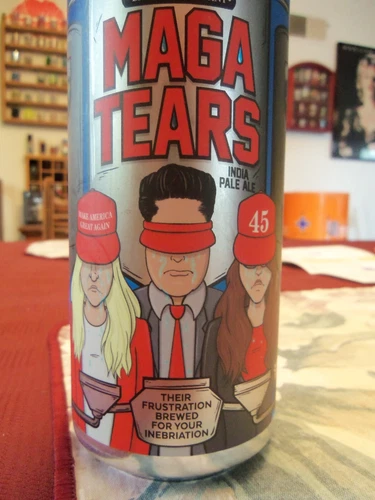 MAGA
TEARS
INDIA
PALE ALE
MAKE AMERICA
GREAT AGAIN
45
THEIR
FRUSTRATION
BREWED
FOR YOUR
INEBRIATION